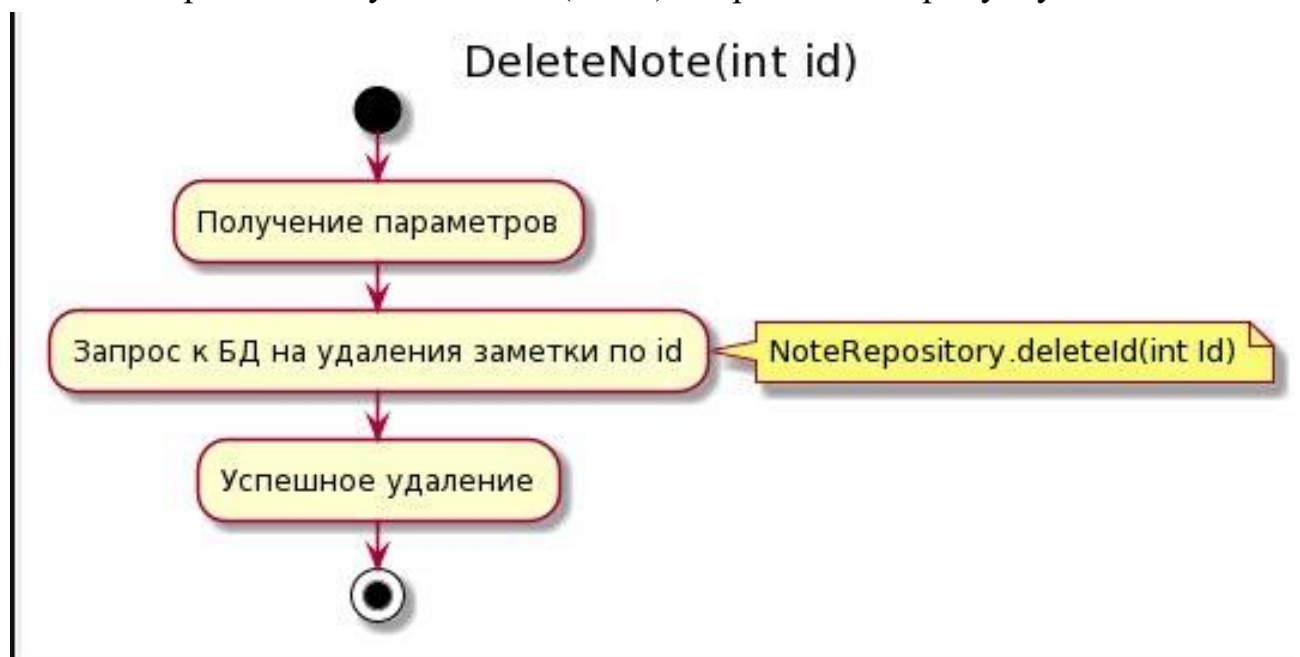 DeleteNote(int id)
Получение параметров
Запрос к БД на удаления заметки по id
NoteRepository.deleteId(int Id)
Успешное удаление